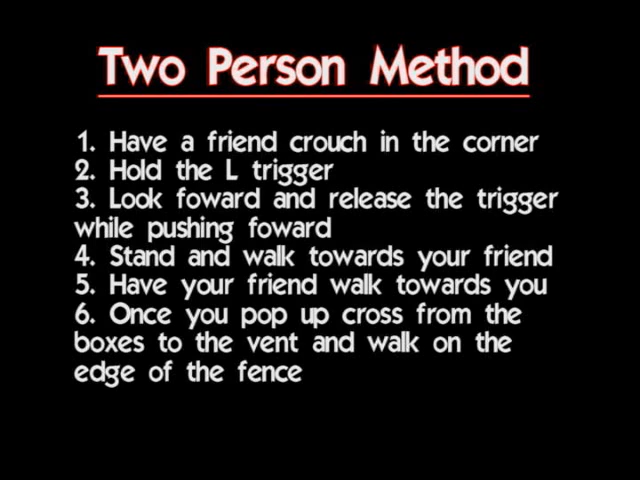 Two Person Method
1. Have a friend crouch in the corner
2. Hold the L trigger
3. Look foward and release the trigger
while pushing foward
4. Stand and walk towards your friend
5. Have your friend walk towards you
6. Once you pop up cross from the
boxes to the vent and walk on the
edge of the fence